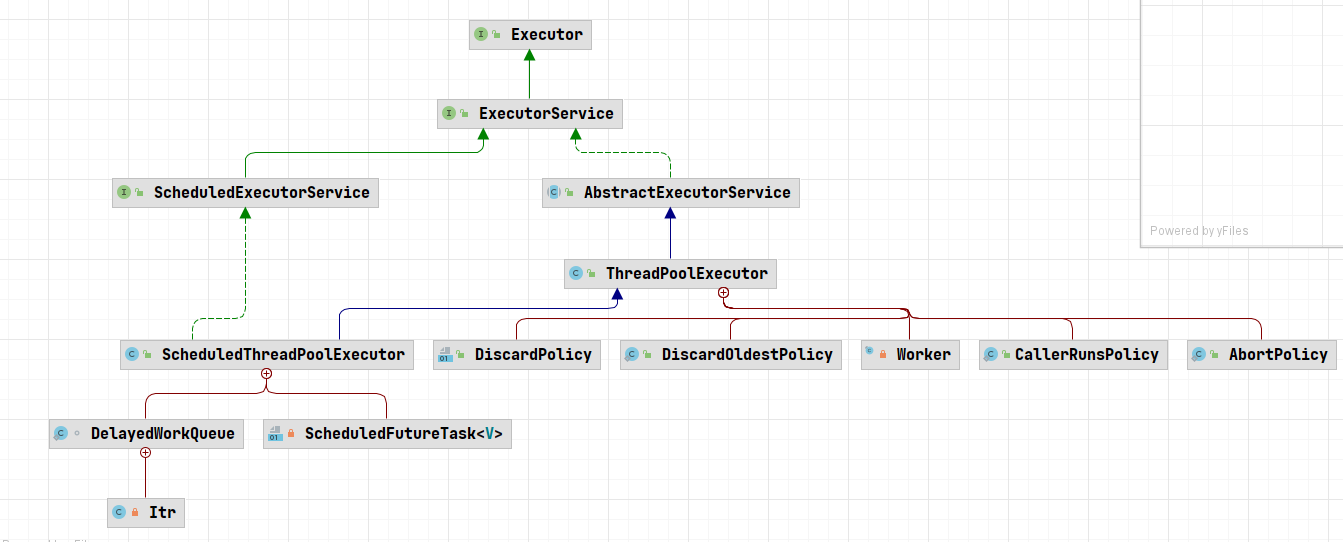 Executor
ExecutorService
ScheduledExecutorService
AbstractExecutorService
Powered by yFiles
ThreadPoolExecutor
ScheduledThreadPoolExecutor
DiscardPolicy
DiscardOldestPolicy
Worker
CallerRunsPolicy
AbortPolicy
DelayedWorkQueue
ScheduledFutureTask<V>
Itr